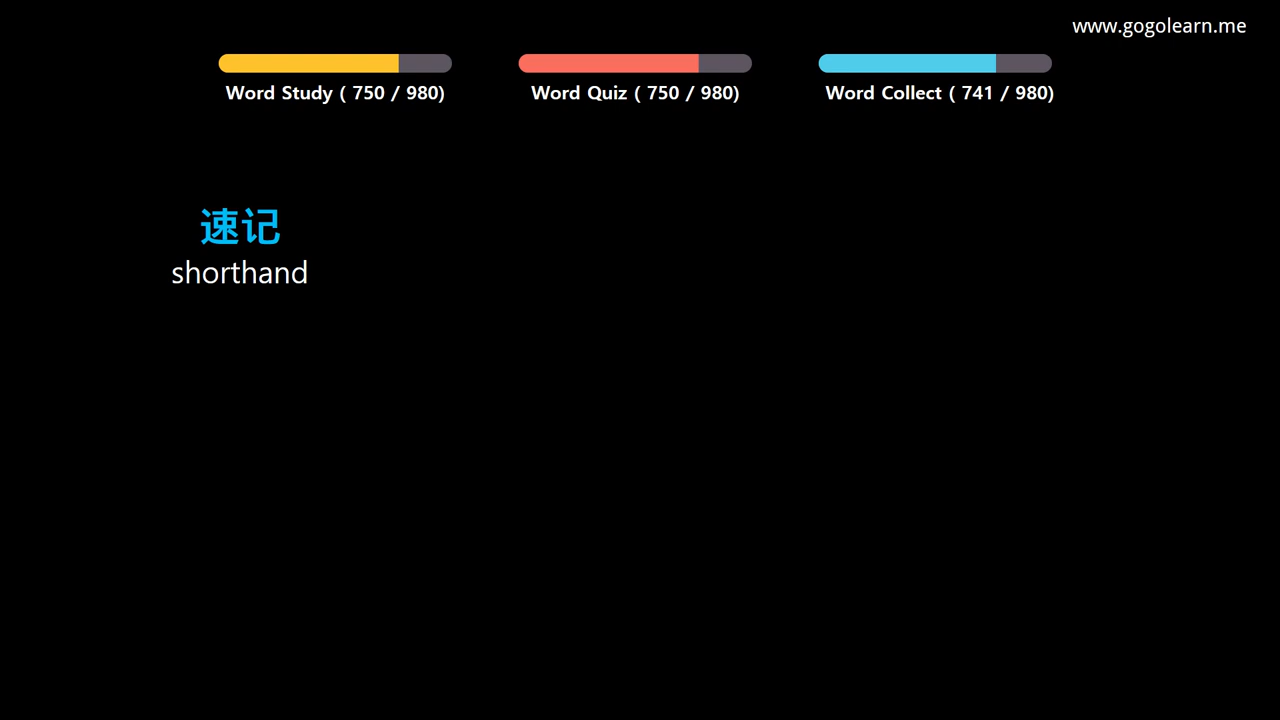 www.gogolearn.me
Word Study ( 750 / 980)
Word Quiz ( 750 / 980)
Word Collect ( 741 / 980)
速记
shorthand